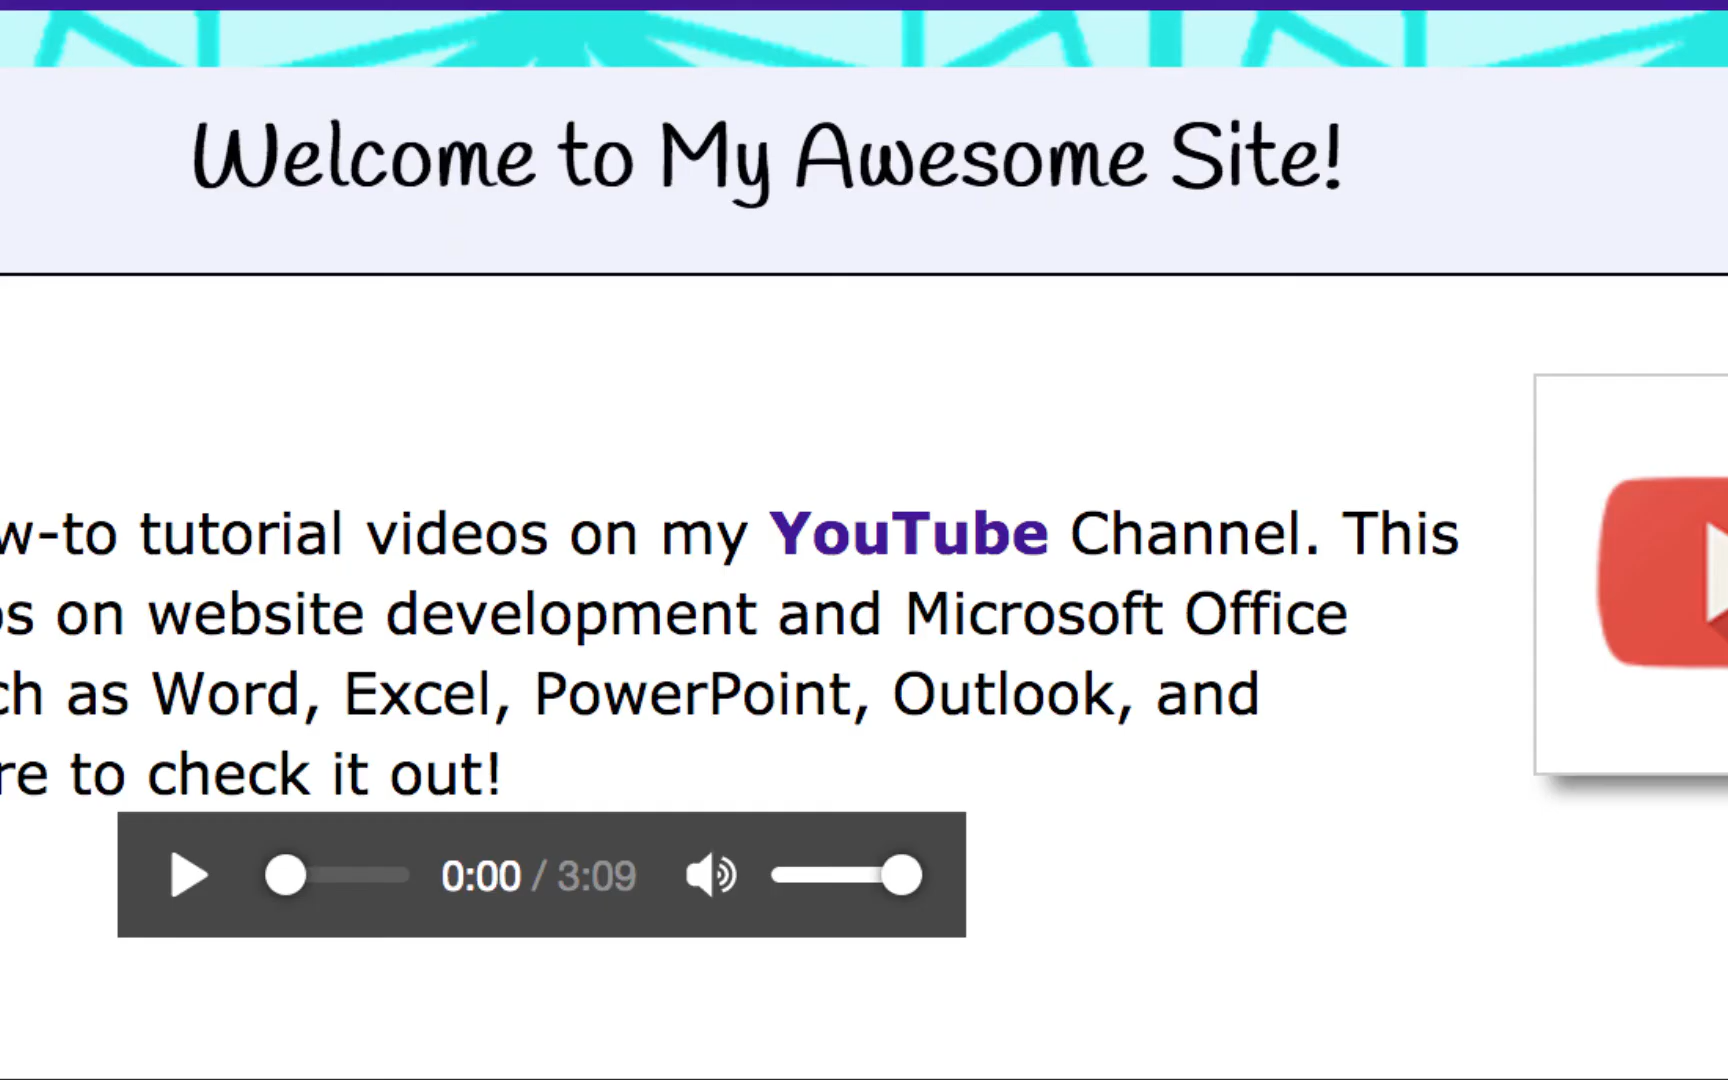 Welcome to My Awesome Site!
w-to tutorial videos on my YouTube Channel. This
os on website development and Microsoft Office
ch as Word, Excel, PowerPoint, Outlook, and
re to check it out!
0:00 / 3:09